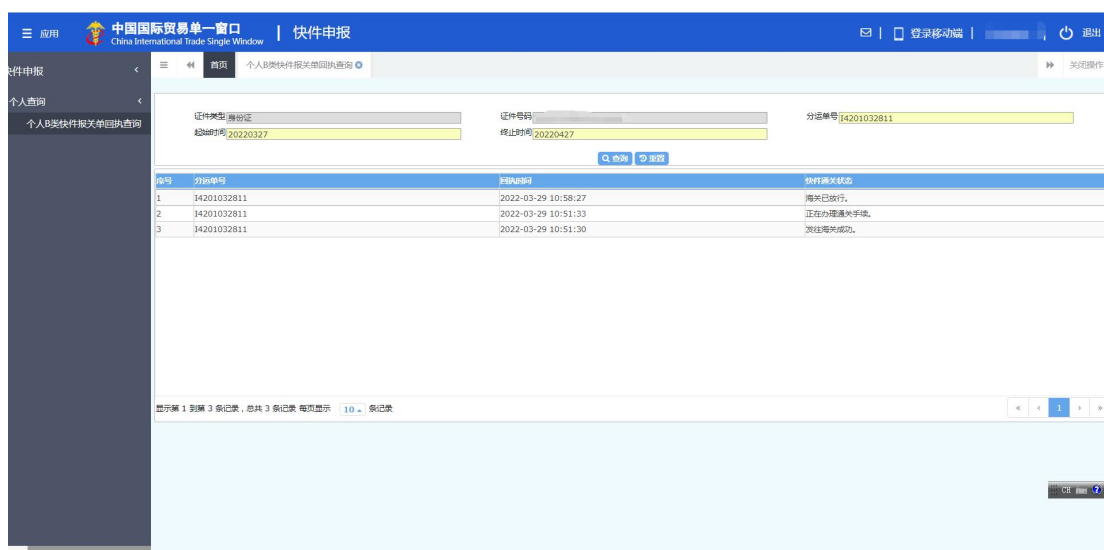 应用 中国国际贸易单一窗口 | 快件申报 | 登录移动端 | 退出
China International Trade Single Window
快件申报 首页 个人B类快件报关单回执查询 关闭操作
个人查询
个人B类快件报关单回执查询
证件类型 身份证 证件号码 分运单号 I4201032811
起始时间 20220327 终止时间 20220427
查询 重置
序号 分运单号 回执时间 快件通关状态
1 I4201032811 2022-03-29 10:58:27 海关已放行。
2 I4201032811 2022-03-29 10:51:33 正在办理通关手续。
3 I4201032811 2022-03-29 10:51:30 发往海关成功。
显示第 1 到第 3 条记录，总共 3 条记录 每页显示 10 条记录 « ‹ 1 › »
CH